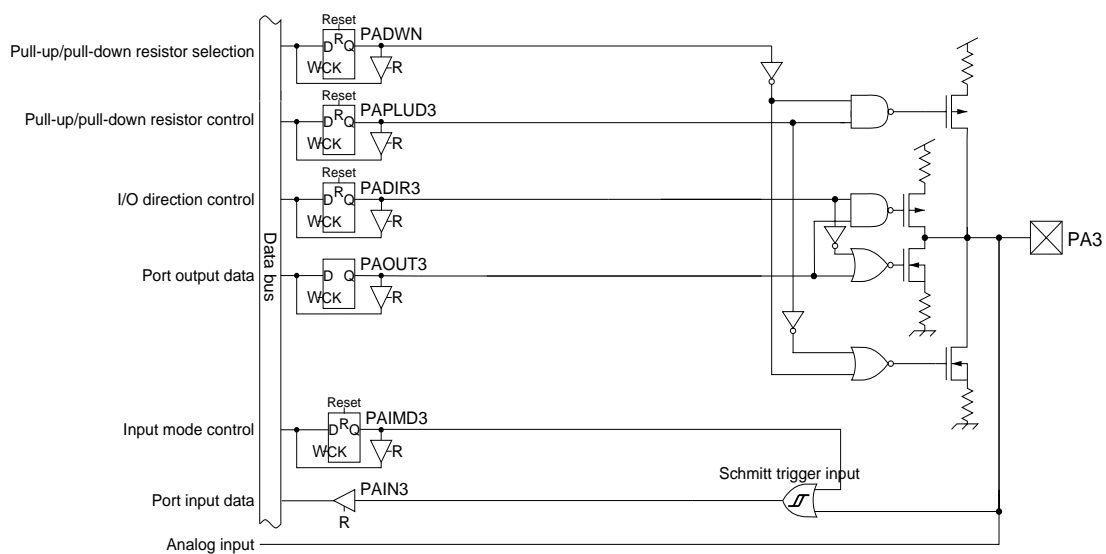 Reset
Pull-up/pull-down resistor selection
D R Q
WCK
PADWN
R
Reset
Pull-up/pull-down resistor control
D R Q
WCK
PAPLUD3
R
Reset
I/O direction control
D R Q
WCK
PADIR3
R
Data bus
PA3
Port output data
D Q
WCK
PAOUT3
R
Reset
Input mode control
D R Q
WCK
PAIMD3
R
Schmitt trigger input
Port input data
PAIN3
R
Analog input